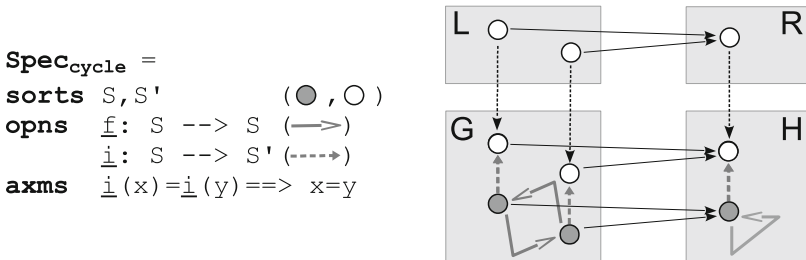 Spec_cycle =
sorts S,S' ( , )
opns f: S --> S ( )
i: S --> S' ( )
axms i(x)=i(y)==> x=y
L
R
G
H